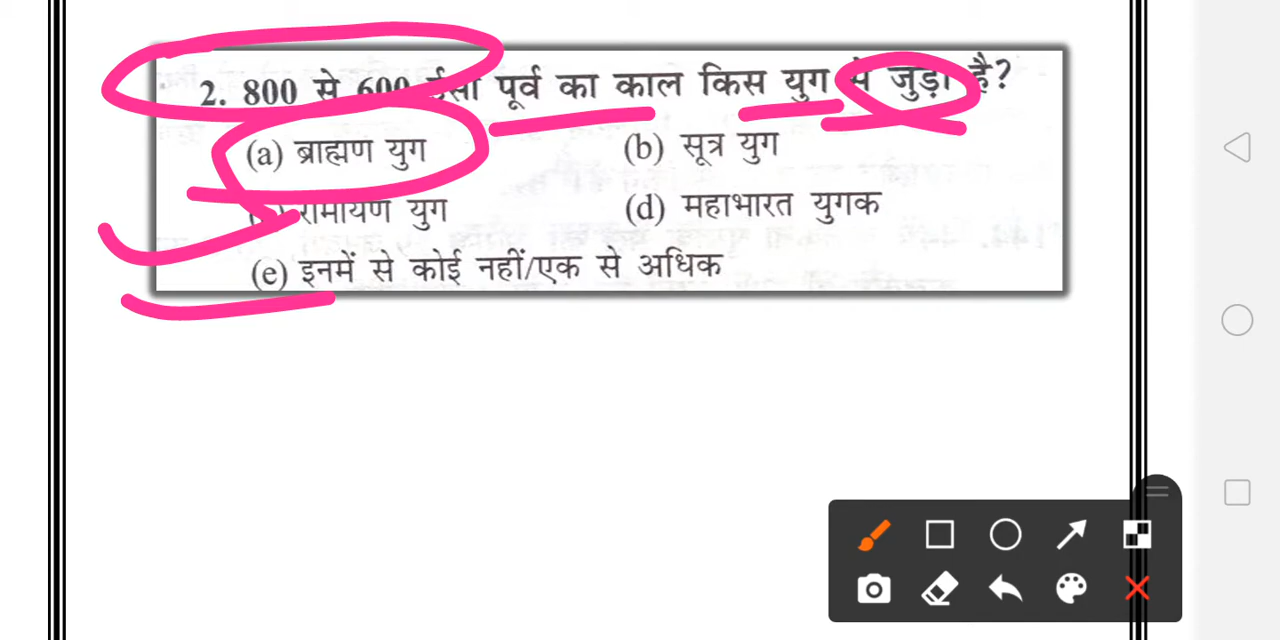 2. 800 से 600 ईसा पूर्व का काल किस युग से जुड़ा है?
(a) ब्राह्मण युग (b) सूत्र युग
रामायण युग (d) महाभारत युगक
(e) इनमें से कोई नहीं/एक से अधिक